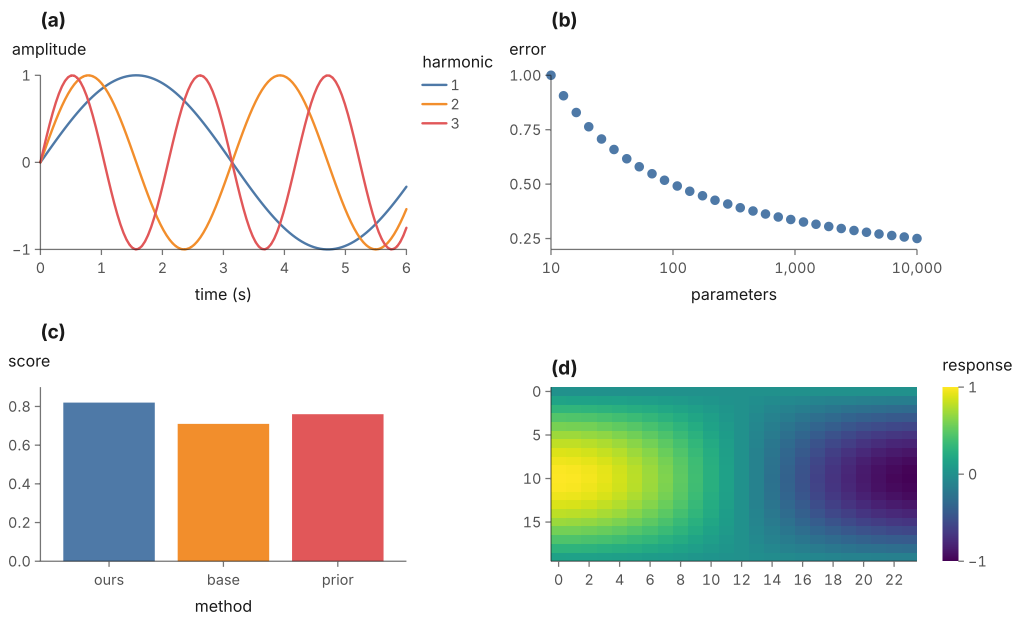 (a)
amplitude
1
0
−1
0 1 2 3 4 5 6
time (s)
harmonic
1
2
3
(b)
error
1.00
0.75
0.50
0.25
10 100 1,000 10,000
parameters
(c)
score
0.8
0.6
0.4
0.2
0.0
ours base prior
method
(d)
0
5
10
15
0 2 4 6 8 10 12 14 16 18 20 22
response
1
0
−1